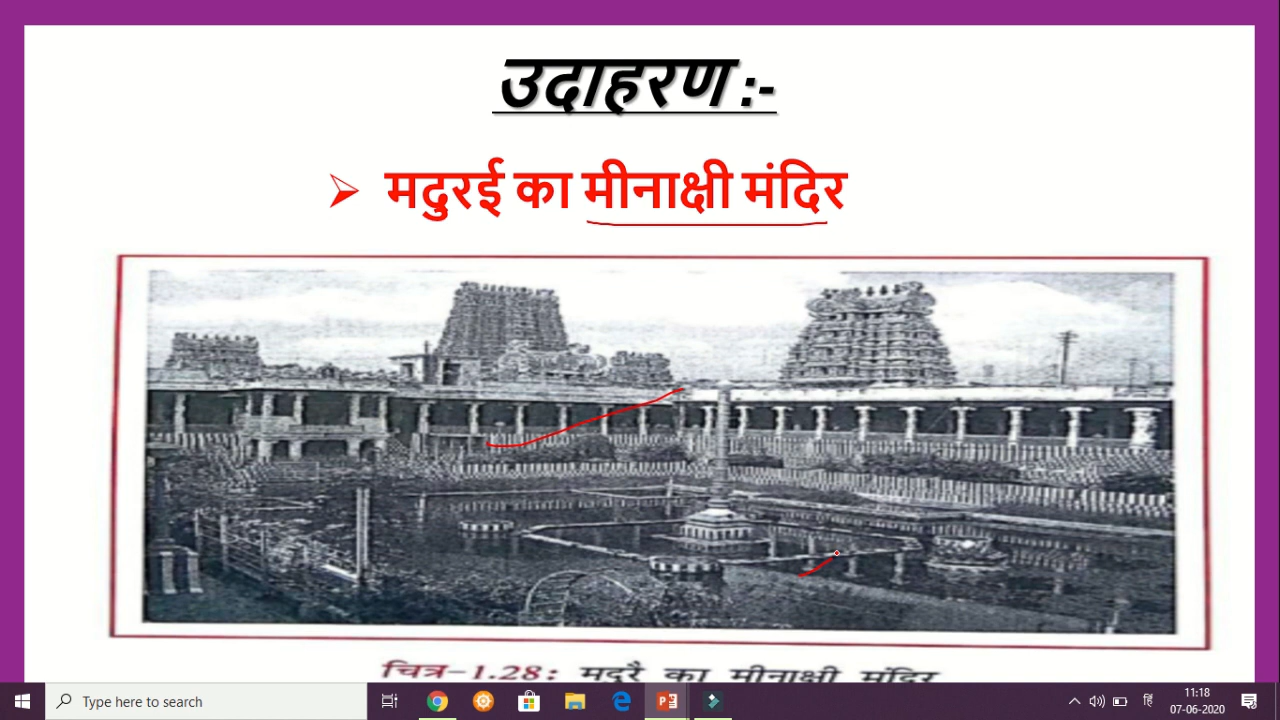 उदाहरण :-
➢ मदुरई का मीनाक्षी मंदिर
चित्र-1.28: मदुरै का मीनाक्षी मंदिर
Type here to search
हिं
11:18
07-06-2020